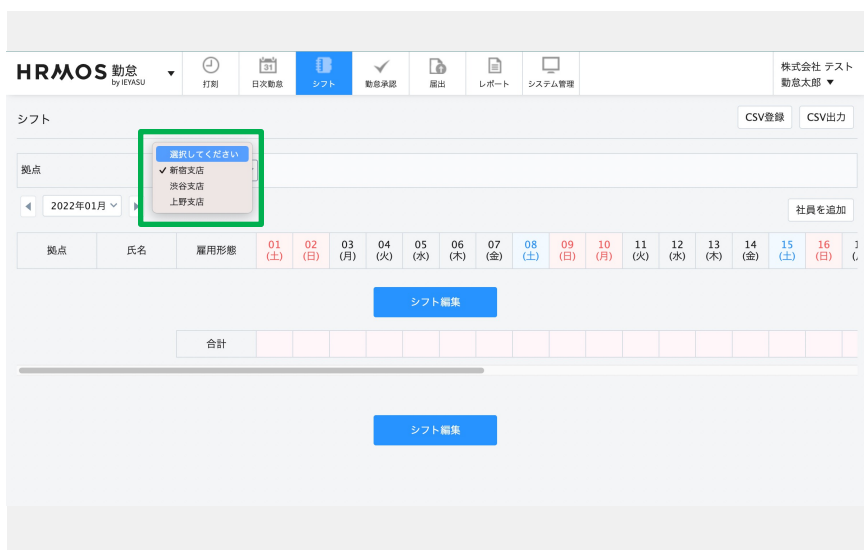 HRMOS 勤怠 by IEYASU ▼
打刻 31 日次勤怠 シフト 勤怠承認 届出 レポート システム管理
株式会社 テスト
勤怠太郎 ▼
シフト
CSV登録 CSV出力
拠点
選択してください
✓ 新宿支店
渋谷支店
上野支店
2022年01月
社員を追加
拠点 氏名 雇用形態 01 (土) 02 (日) 03 (月) 04 (火) 05 (水) 06 (木) 07 (金) 08 (土) 09 (日) 10 (月) 11 (火) 12 (水) 13 (木) 14 (金) 15 (土) 16 (日)
シフト編集
合計
シフト編集